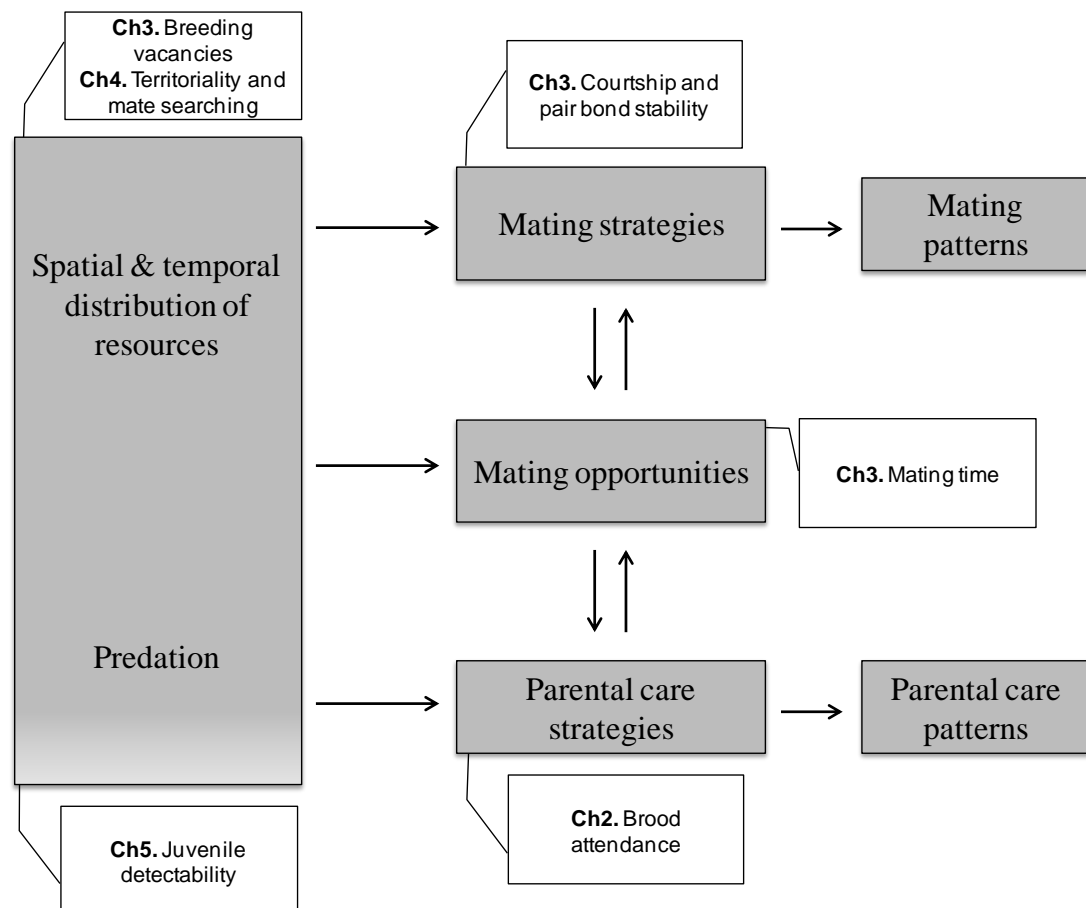 Ch3. Breeding
vacancies
Ch4. Territoriality and
mate searching
Ch3. Courtship and
pair bond stability
Spatial & temporal
distribution of
resources
Predation
Mating strategies
Mating
patterns
Mating opportunities
Ch3. Mating time
Parental care
strategies
Parental care
patterns
Ch5. Juvenile
detectability
Ch2. Brood
attendance